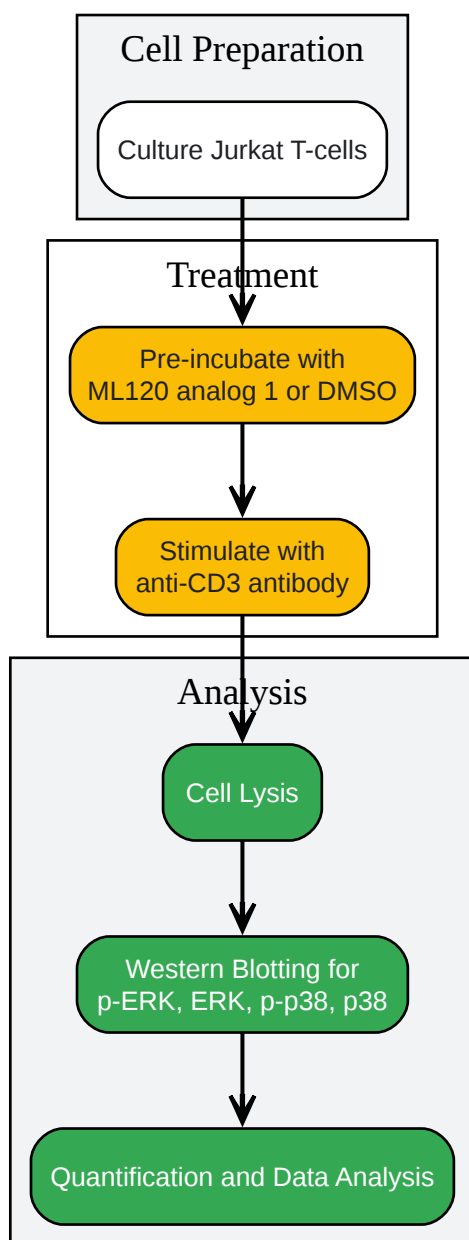 Cell Preparation
Culture Jurkat T-cells
Treatment
Pre-incubate with
ML120 analog 1 or DMSO
Stimulate with
anti-CD3 antibody
Analysis
Cell Lysis
Western Blotting for
p-ERK, ERK, p-p38, p38
Quantification and Data Analysis